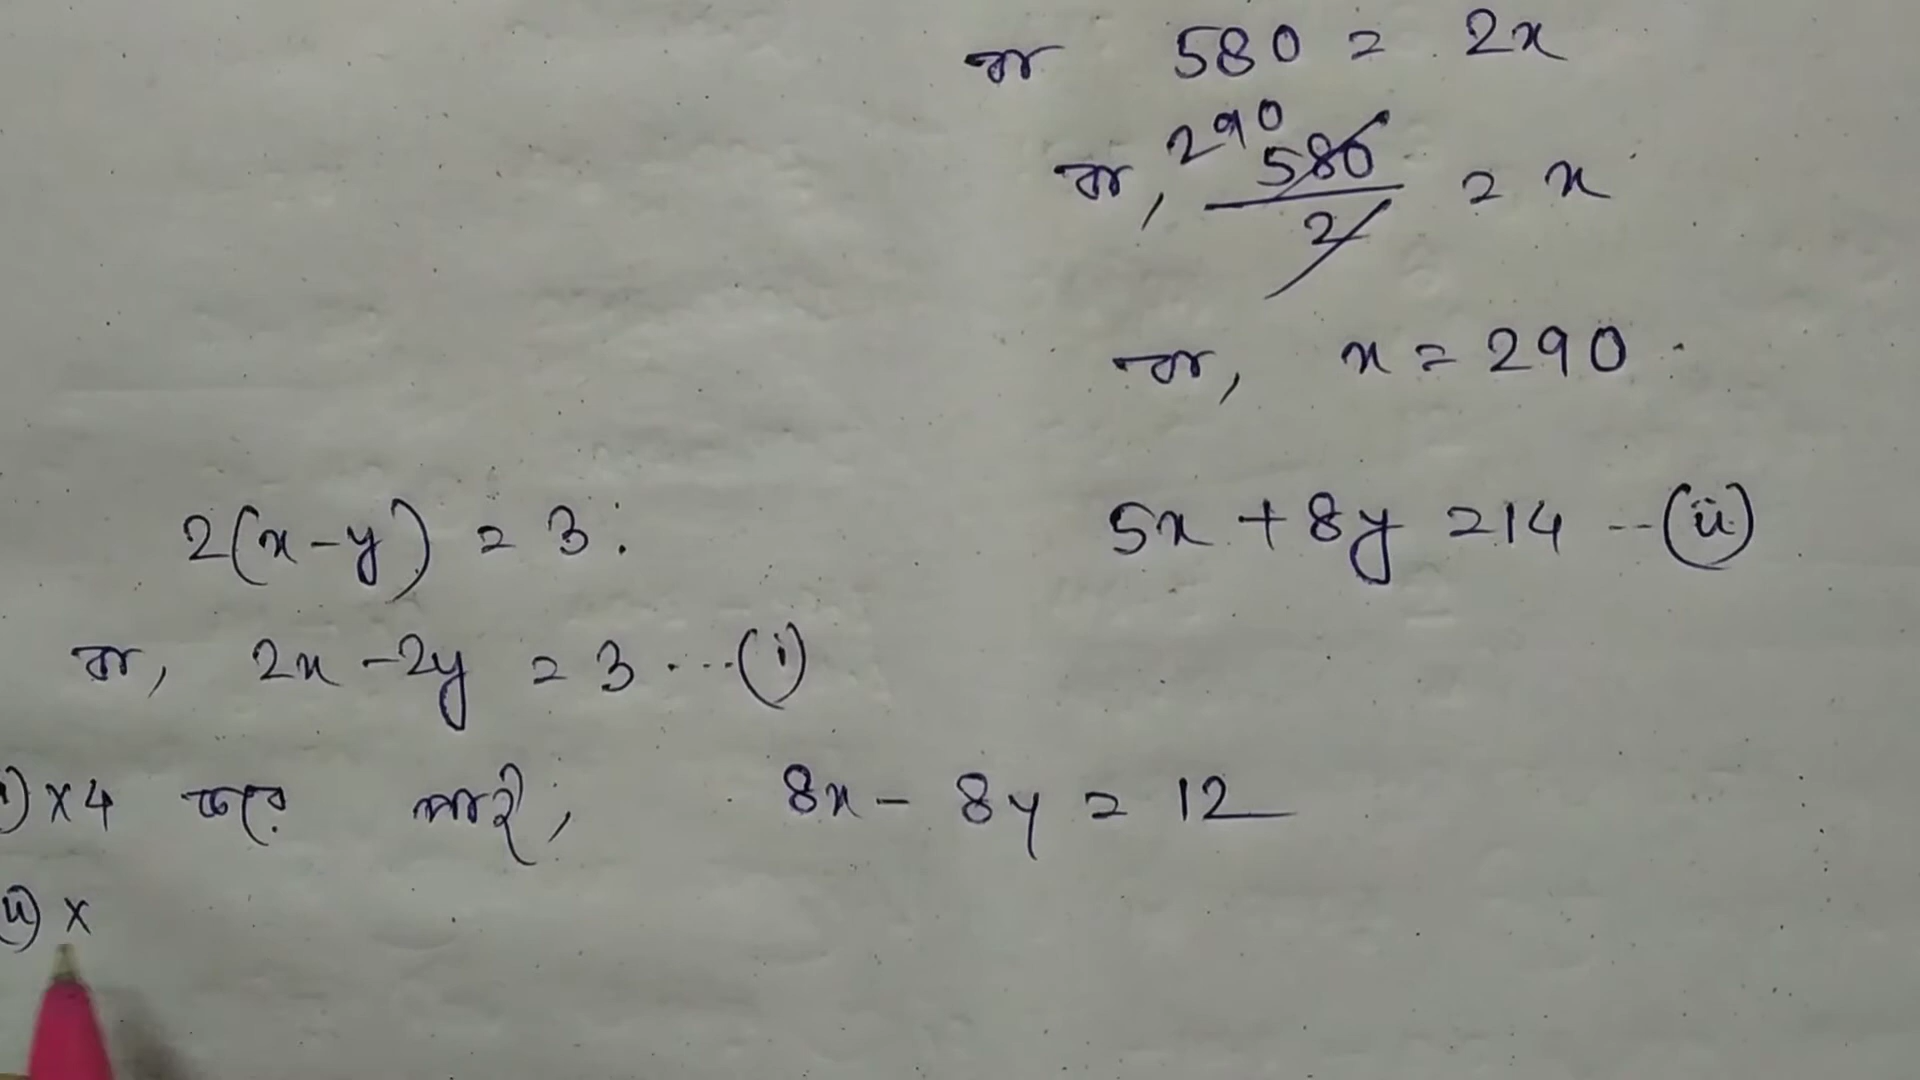 বা 580 = 2x
বা, 290 580/2 = x
বা, x = 290
2(x-y) = 3: 5x + 8y = 14 --(ii)
বা, 2x - 2y = 3 ....(i)
i) x 4 করে পাই, 8x - 8y = 12
ii) x